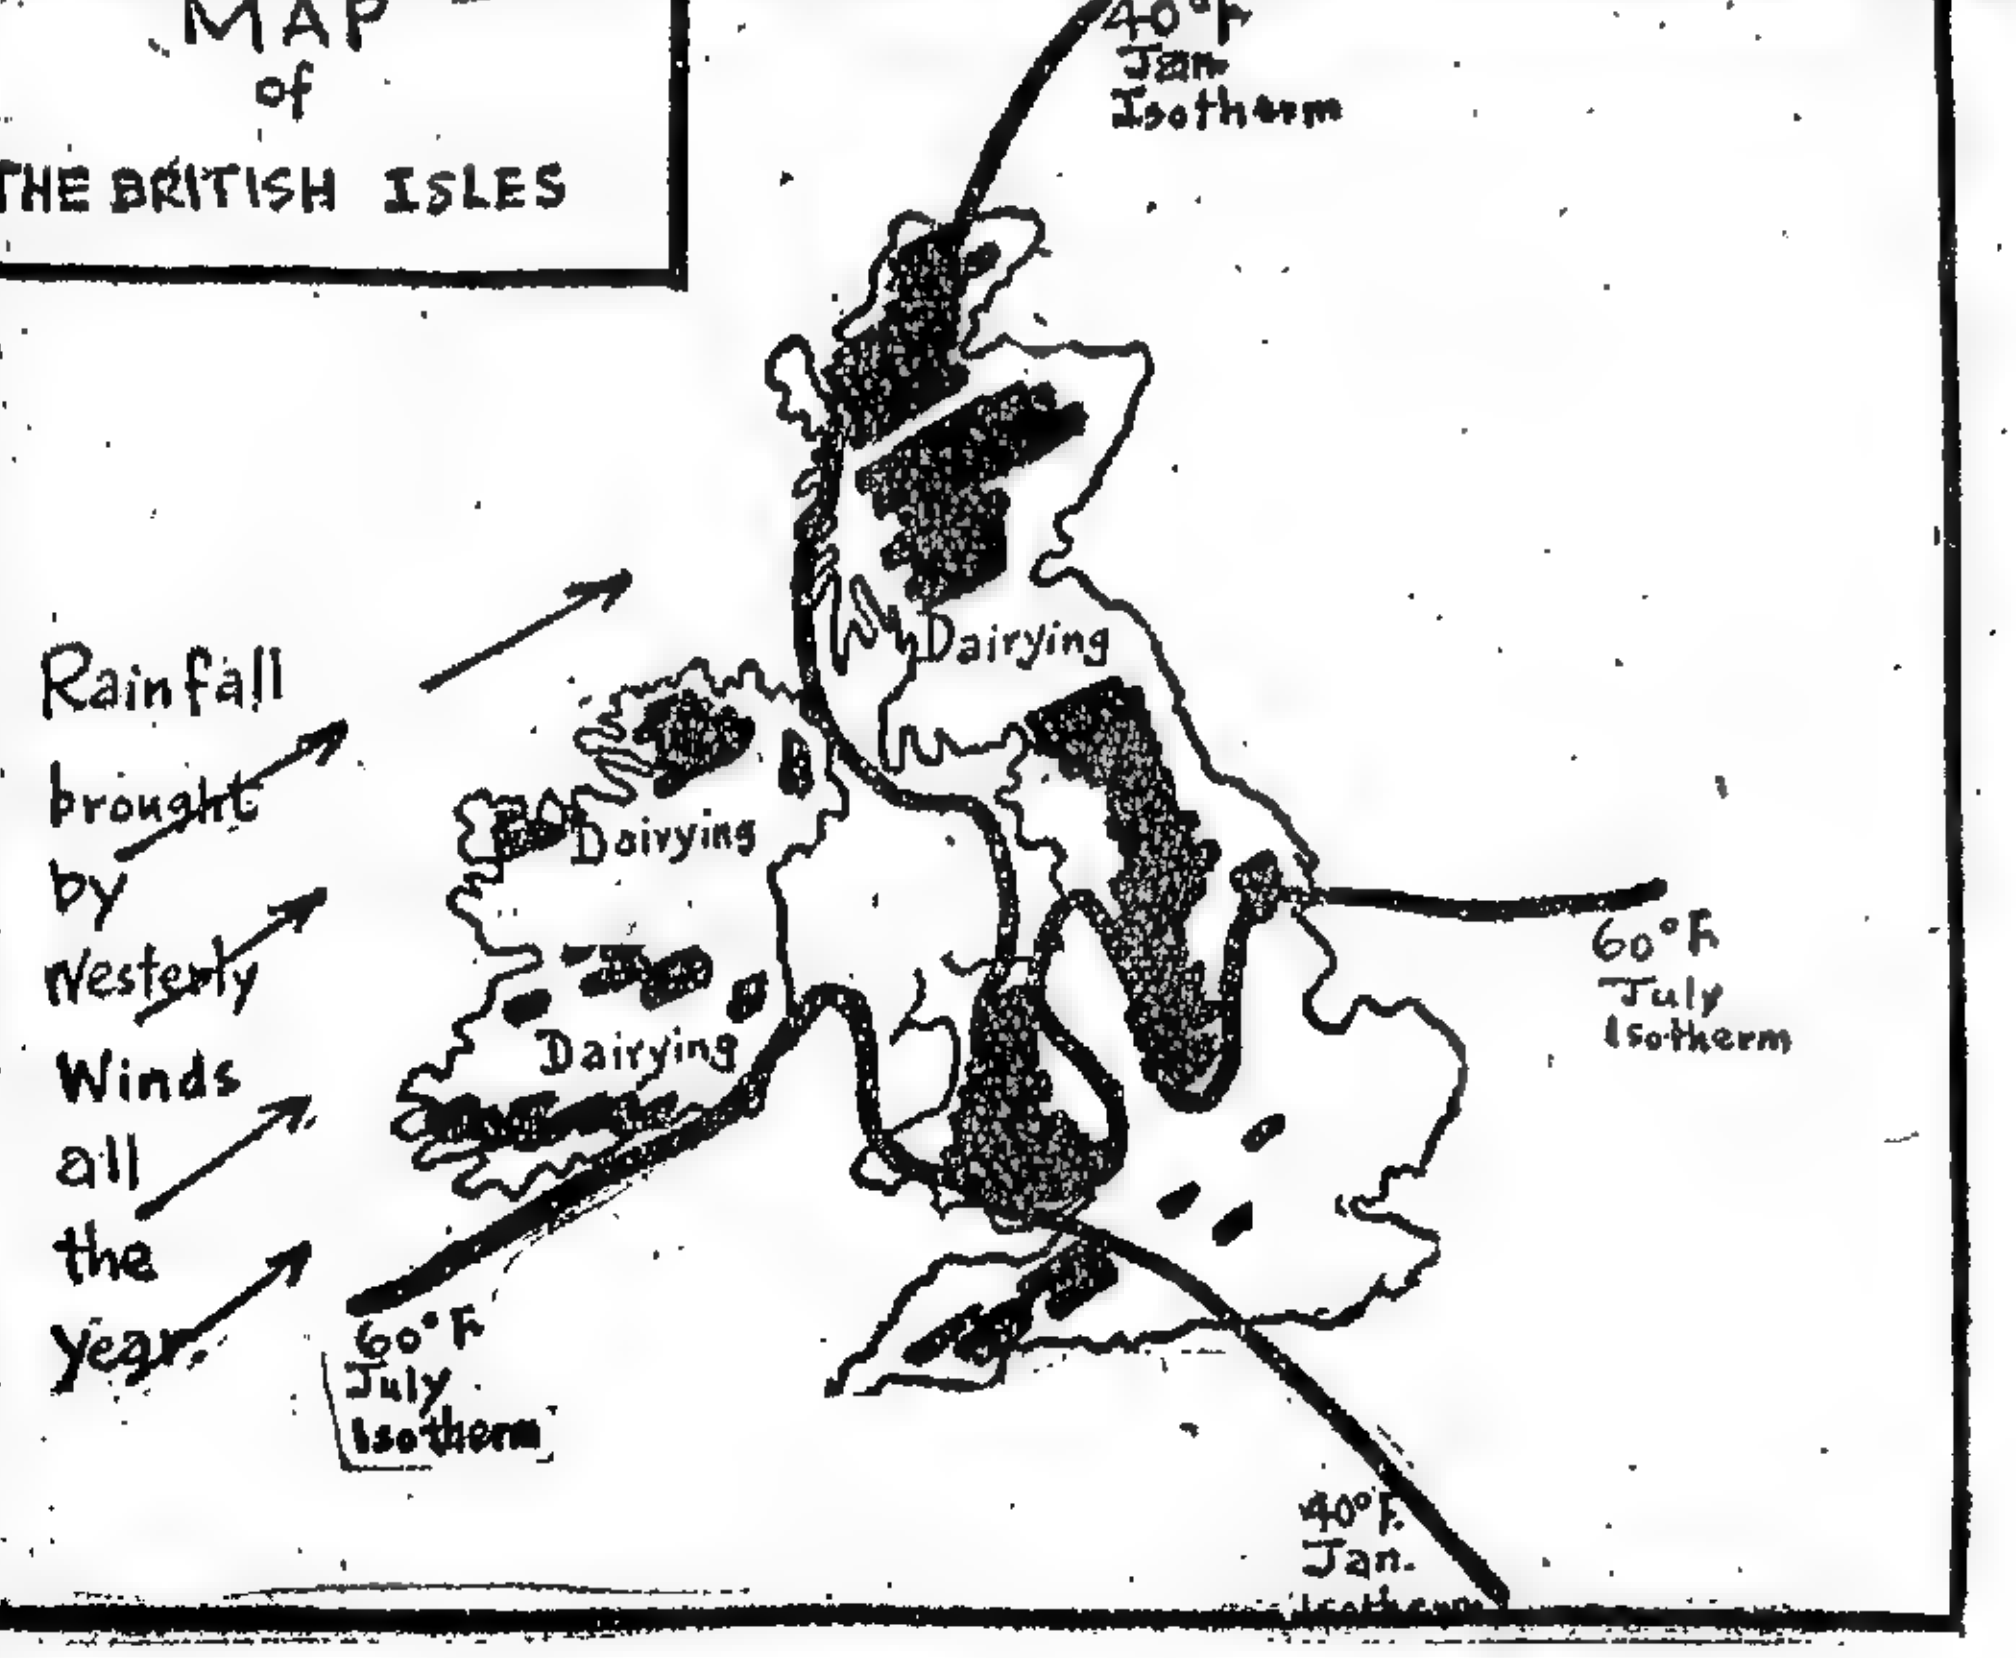 MAP
of
THE BRITISH ISLES
40°F
Jan.
Isotherm
Rainfall
brought
by
Westerly
Winds
all
the
year.
Dairying
Dairying
Dairying
60°F.
July
Isotherm
60°F.
July
Isotherm
40°F.
Jan.
Isotherm